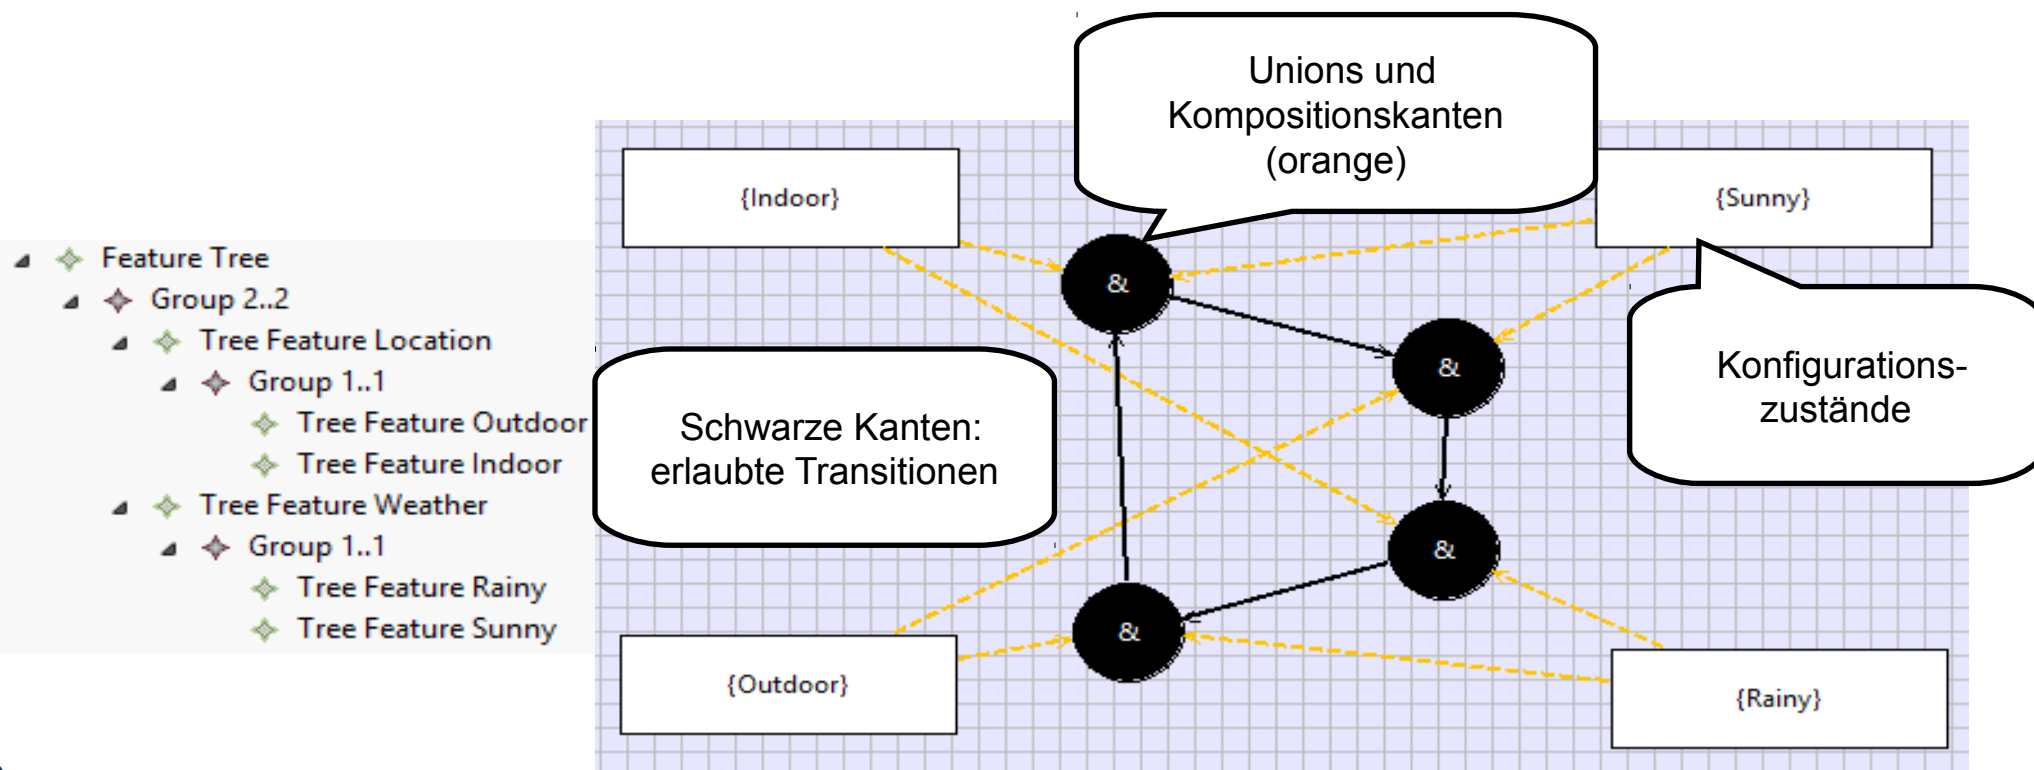 Feature Tree
Group 2..2
Tree Feature Location
Group 1..1
Tree Feature Outdoor
Tree Feature Indoor
Tree Feature Weather
Group 1..1
Tree Feature Rainy
Tree Feature Sunny
Unions und
Kompositionskanten
(orange)
{Indoor}
{Sunny}
&
&
Konfigurations-
zustände
Schwarze Kanten:
erlaubte Transitionen
&
&
{Outdoor}
{Rainy}